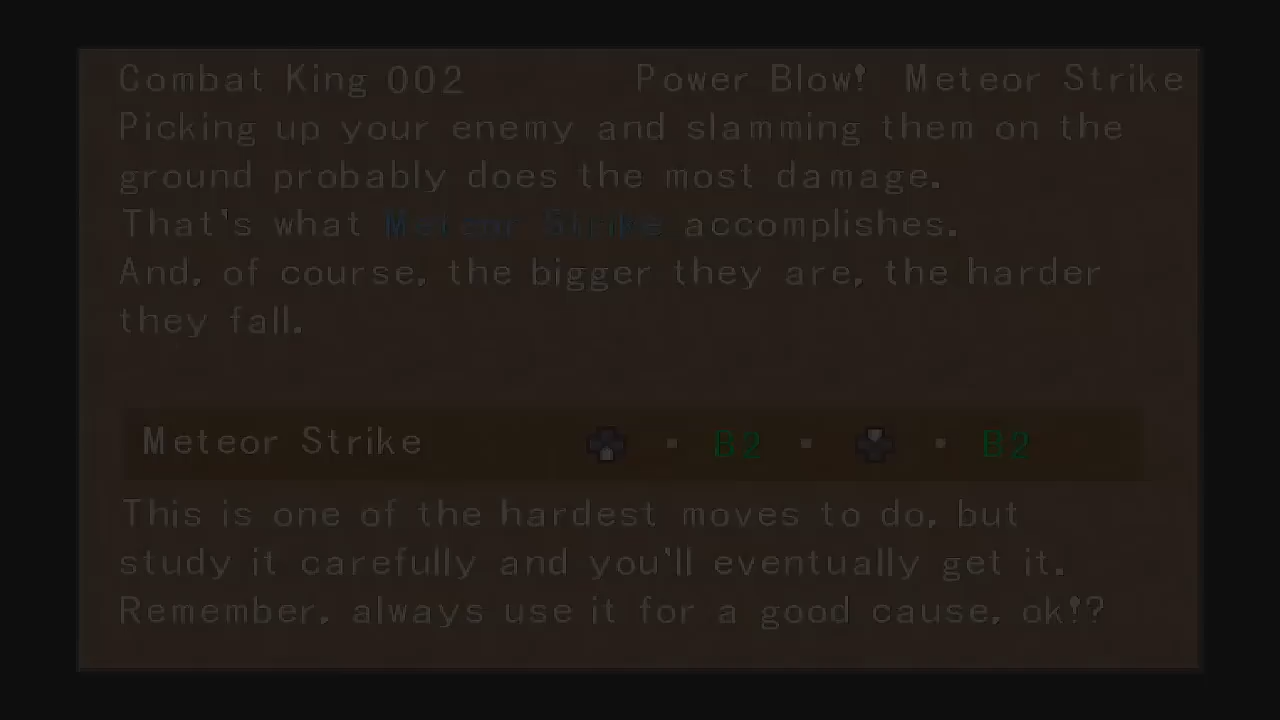 Combat King 002 Power Blow! Meteor Strike
Picking up your enemy and slamming them on the
ground probably does the most damage.
That's what Meteor Strike accomplishes.
And, of course, the bigger they are, the harder
they fall.
Meteor Strike · B2 · · B2
This is one of the hardest moves to do, but
study it carefully and you'll eventually get it.
Remember, always use it for a good cause, ok!?